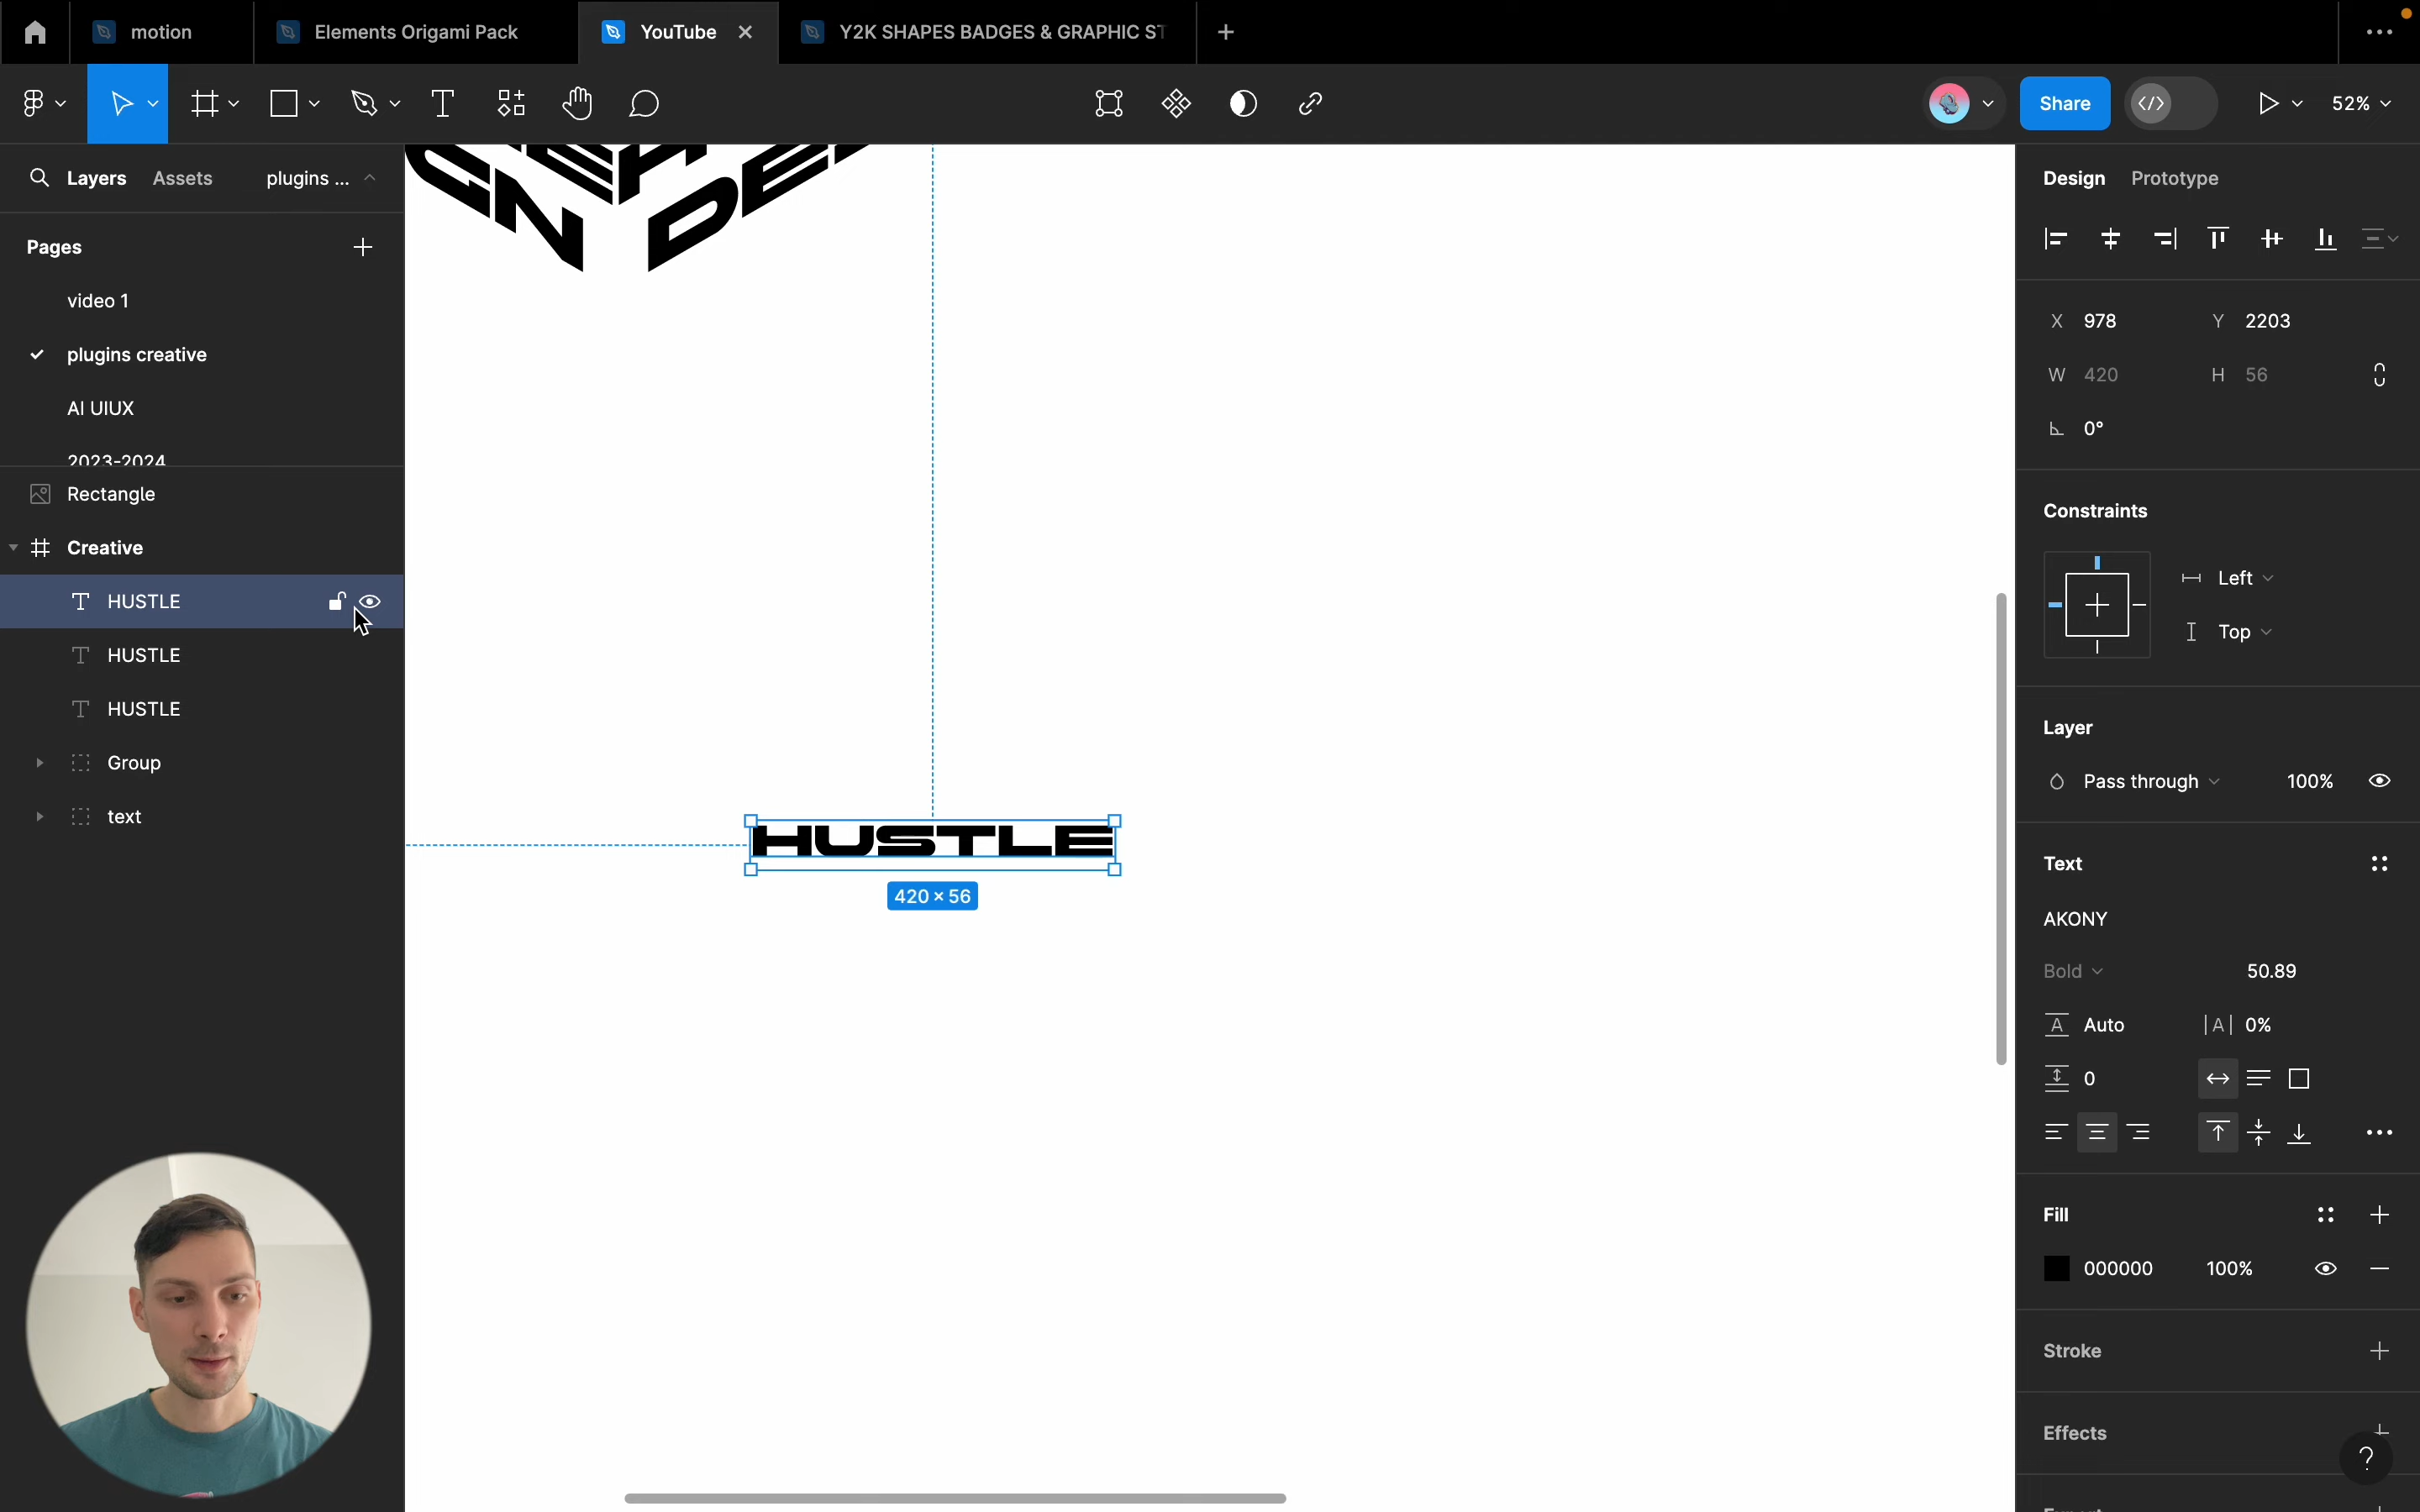 motion
Elements Origami Pack
YouTube
Y2K SHAPES BADGES & GRAPHIC ST
Share
52%
Layers
Assets
plugins ...
Pages
video 1
plugins creative
AI UIUX
2023-2024
Rectangle
Creative
HUSTLE
HUSTLE
HUSTLE
Group
text
N DE
HUSTLE
420 × 56
Design
Prototype
X 978
Y 2203
W 420
H 56
0°
Constraints
Left
Top
Layer
Pass through
100%
Text
AKONY
Bold
50.89
A Auto
|A| 0%
0
Fill
000000
100%
Stroke
Effects
?